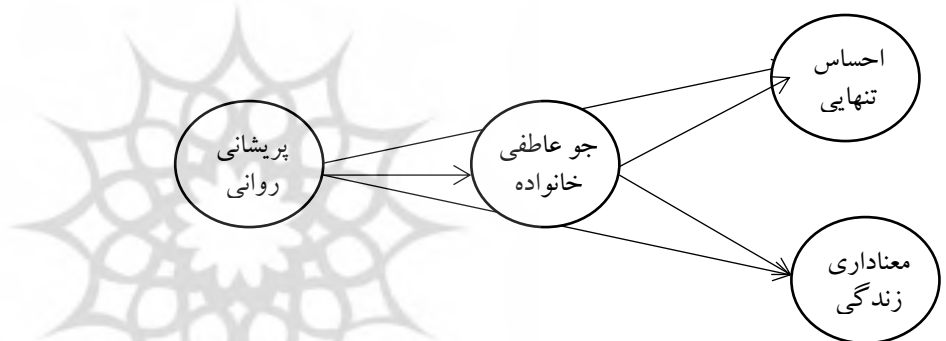 احساس
تنهایی
جو عاطفی
خانواده
پریشانی
روانی
معناداری
زندگی